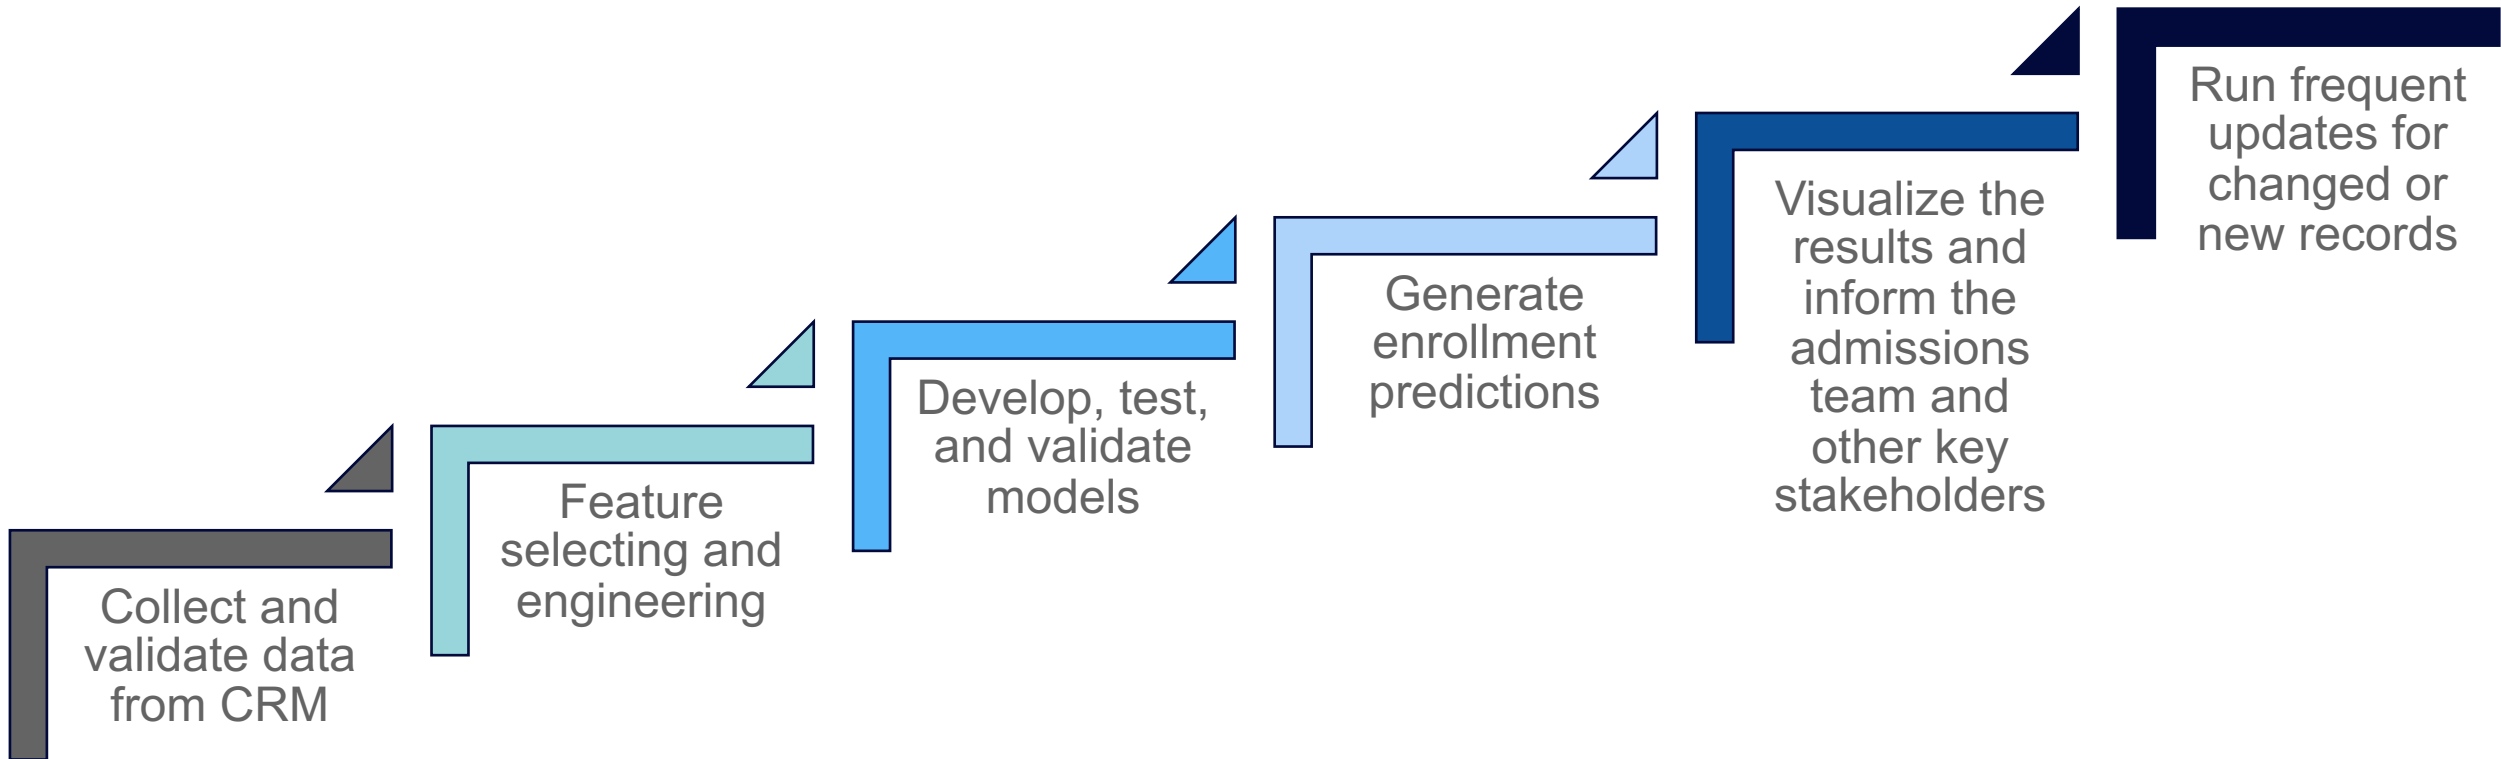 Collect and
validate data
from CRM
Feature
selecting and
engineering
Develop, test,
and validate
models
Generate
enrollment
predictions
Visualize the
results and
inform the
admissions
team and
other key
stakeholders
Run frequent
updates for
changed or
new records